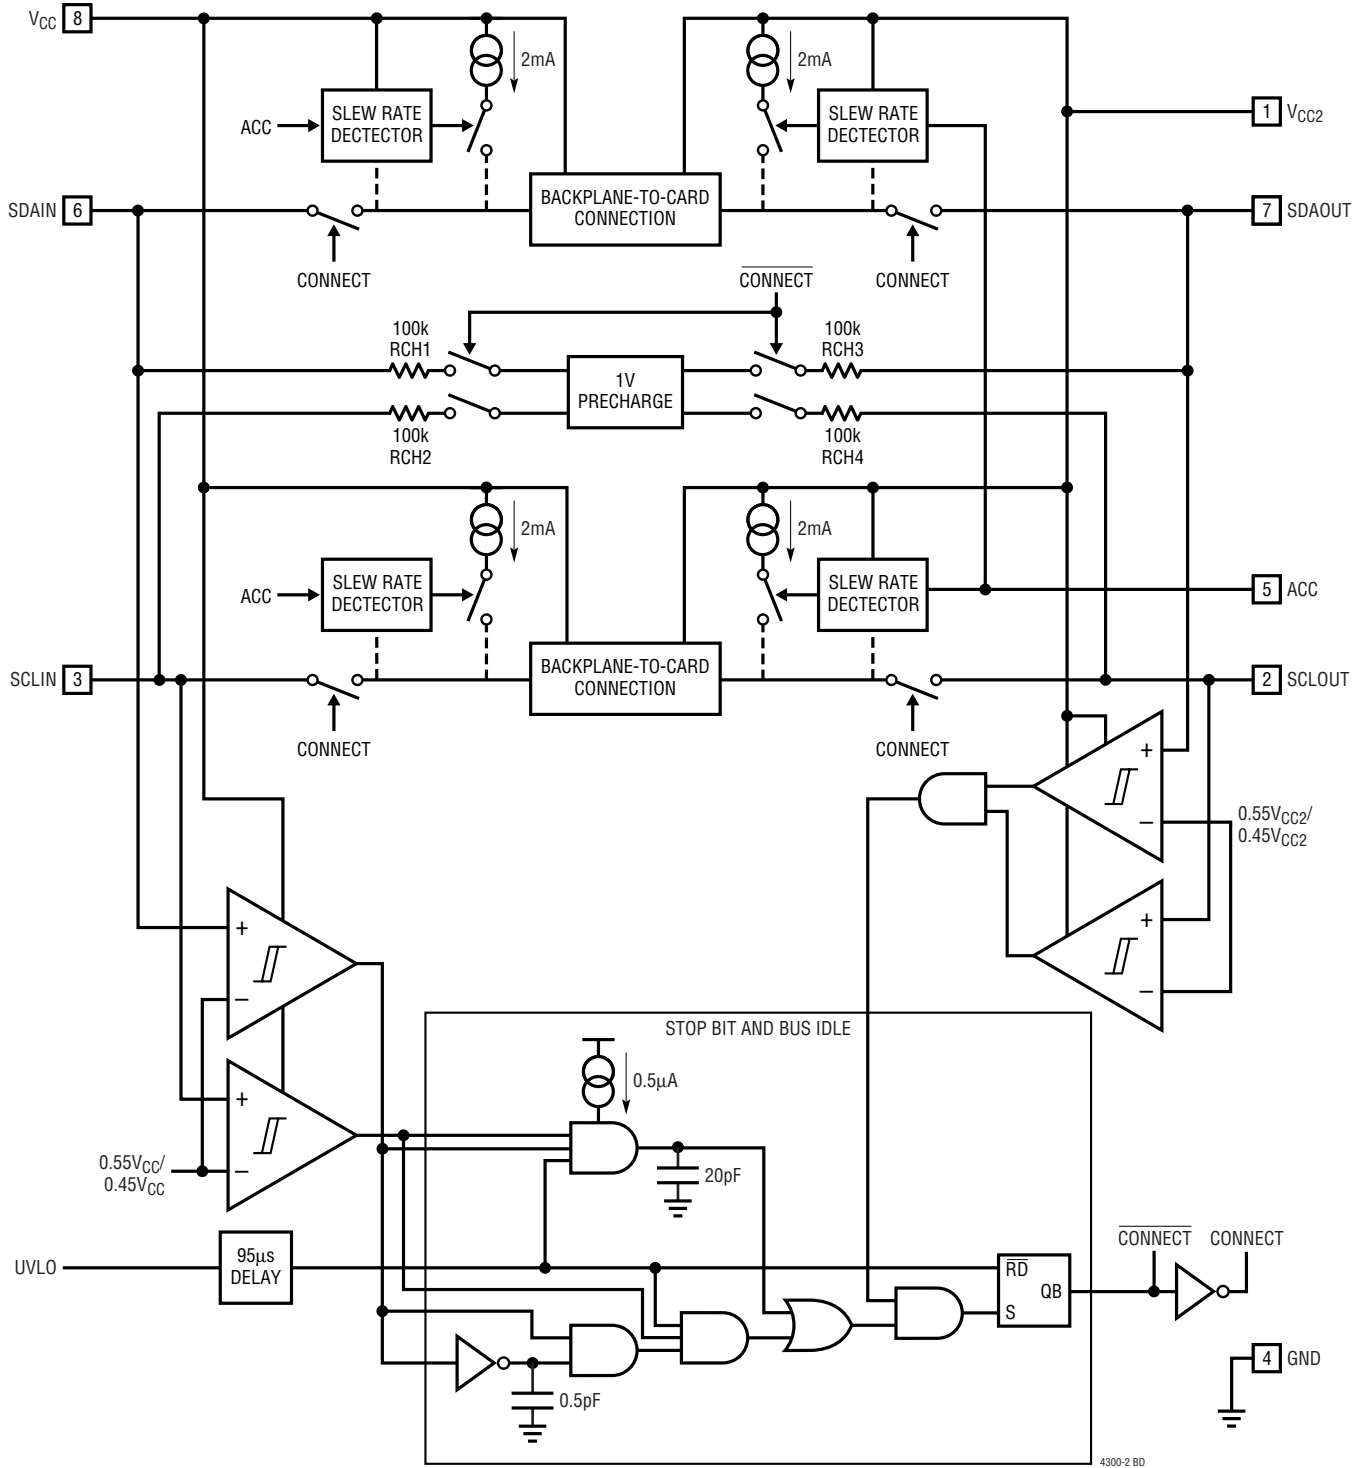 VCC 8
2mA
2mA
SLEW RATE
DECTECTOR
ACC
SLEW RATE
DECTECTOR
1 VCC2
SDAIN 6
BACKPLANE-TO-CARD
CONNECTION
7 SDAOUT
CONNECT
CONNECT
CONNECT
100k
RCH1
100k
RCH3
1V
PRECHARGE
100k
RCH2
100k
RCH4
2mA
2mA
ACC
SLEW RATE
DECTECTOR
SLEW RATE
DECTECTOR
5 ACC
SCLIN 3
BACKPLANE-TO-CARD
CONNECTION
2 SCLOUT
CONNECT
CONNECT
+
−
0.55VCC2/
0.45VCC2
+
−
+
−
+
−
0.55VCC/
0.45VCC
STOP BIT AND BUS IDLE
0.5µA
20pF
UVLO
95µs
DELAY
RD
QB
S
CONNECT
CONNECT
0.5pF
4 GND
4300-2 BD